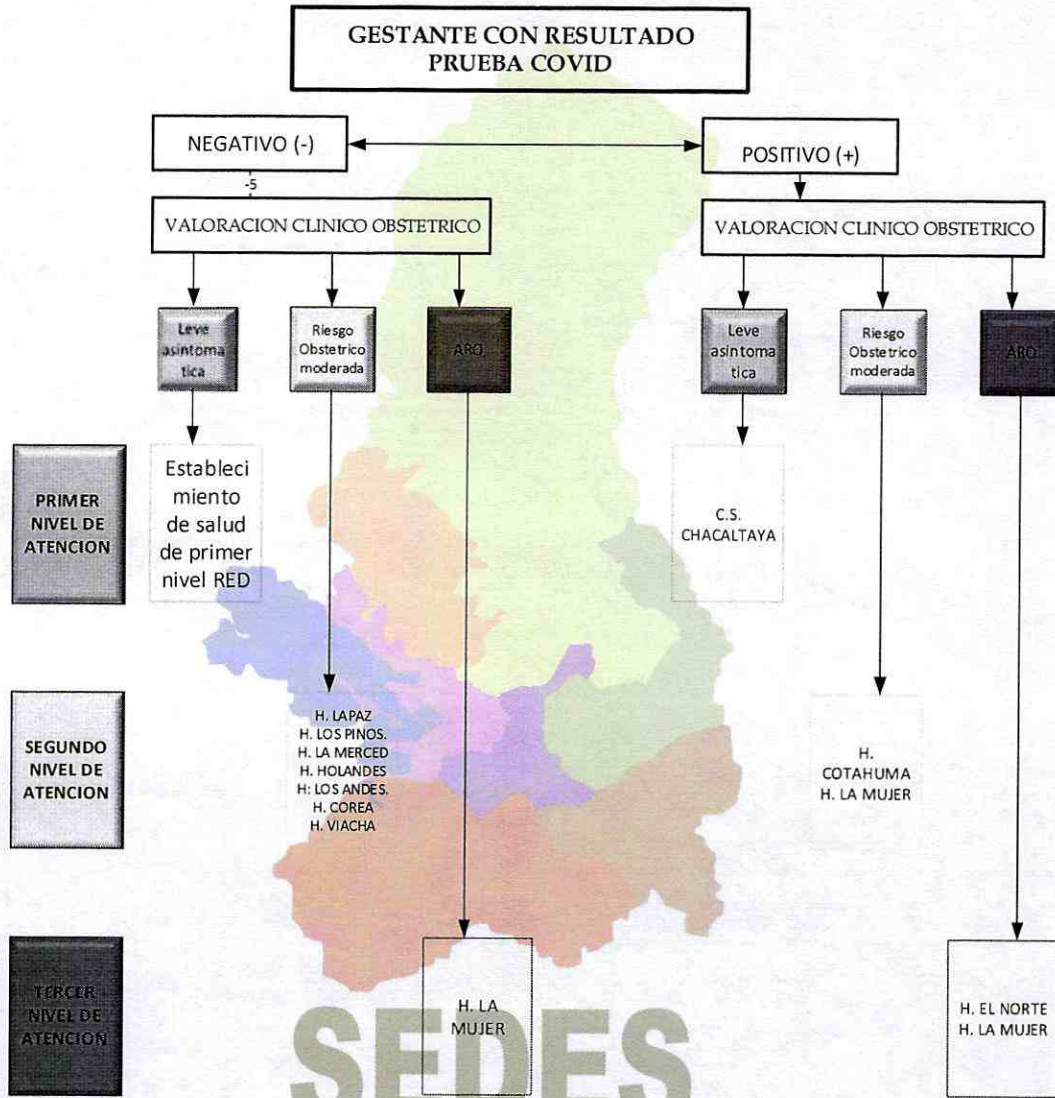 GESTANTE CON RESULTADO
PRUEBA COVID
NEGATIVO (-)
POSITIVO (+)
-5
VALORACION CLINICO OBSTETRICO
VALORACION CLINICO OBSTETRICO
Leve
asintoma
tica
Riesgo
Obstetrico
moderada
ARO
Leve
asintoma
tica
Riesgo
Obstetrico
moderada
ARO
PRIMER
NIVEL DE
ATENCION
Estableci
miento
de salud
de primer
nivel RED
C.S.
CHACALTAYA
SEGUNDO
NIVEL DE
ATENCION
H. LAPAZ
H. LOS PINOS.
H. LA MERCED
H. HOLANDES
H: LOS ANDES.
H. COREA
H. VIACHA
H.
COTAHUMA
H. LA MUJER
TERCER
NIVEL DE
ATENCION
H. LA
MUJER
H. EL NORTE
H. LA MUJER
SEDES